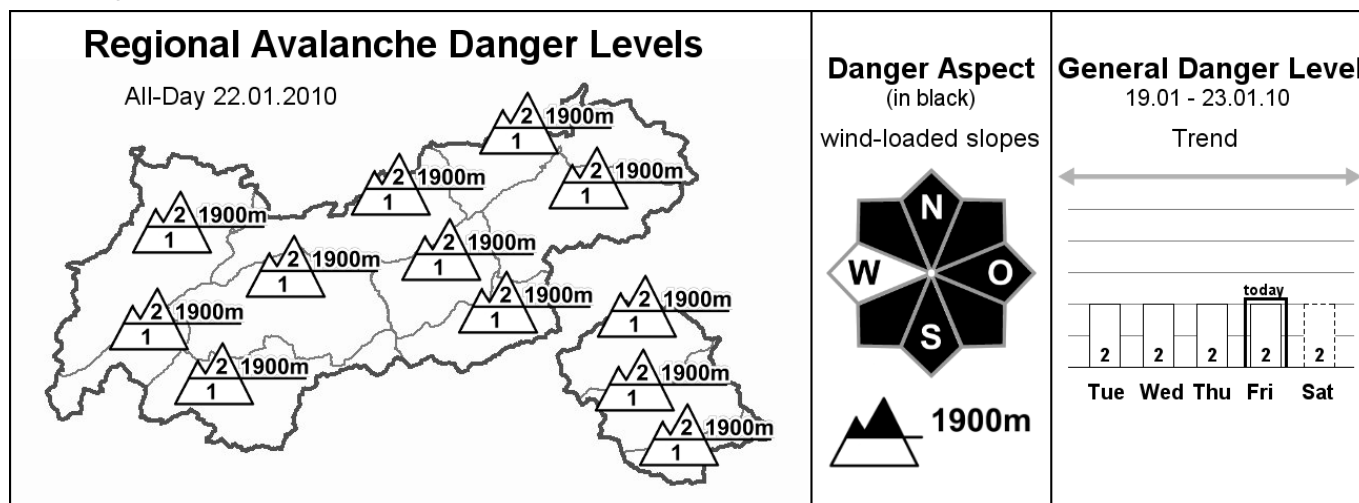 Regional Avalanche Danger Levels
All-Day 22.01.2010
2 1900m
1
2 1900m
1
2 1900m
1
2 1900m
1
2 1900m
1
2 1900m
1
2 1900m
1
2 1900m
1
2 1900m
1
2 1900m
1
2 1900m
1
2 1900m
1
Danger Aspect
(in black)
wind-loaded slopes
N
W O
S
1900m
General Danger Level
19.01 - 23.01.10
Trend
today
2 2 2 2 2
Tue Wed Thu Fri Sat